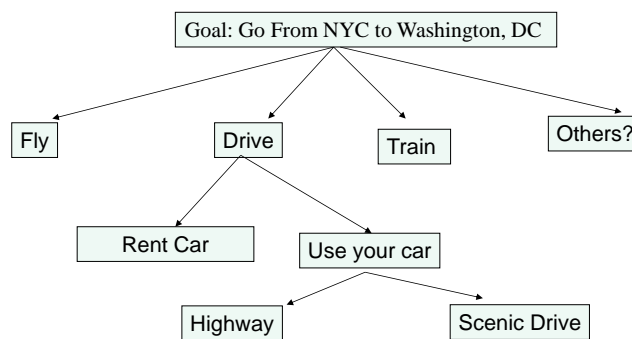 Goal: Go From NYC to Washington, DC
Fly
Drive
Train
Others?
Rent Car
Use your car
Highway
Scenic Drive